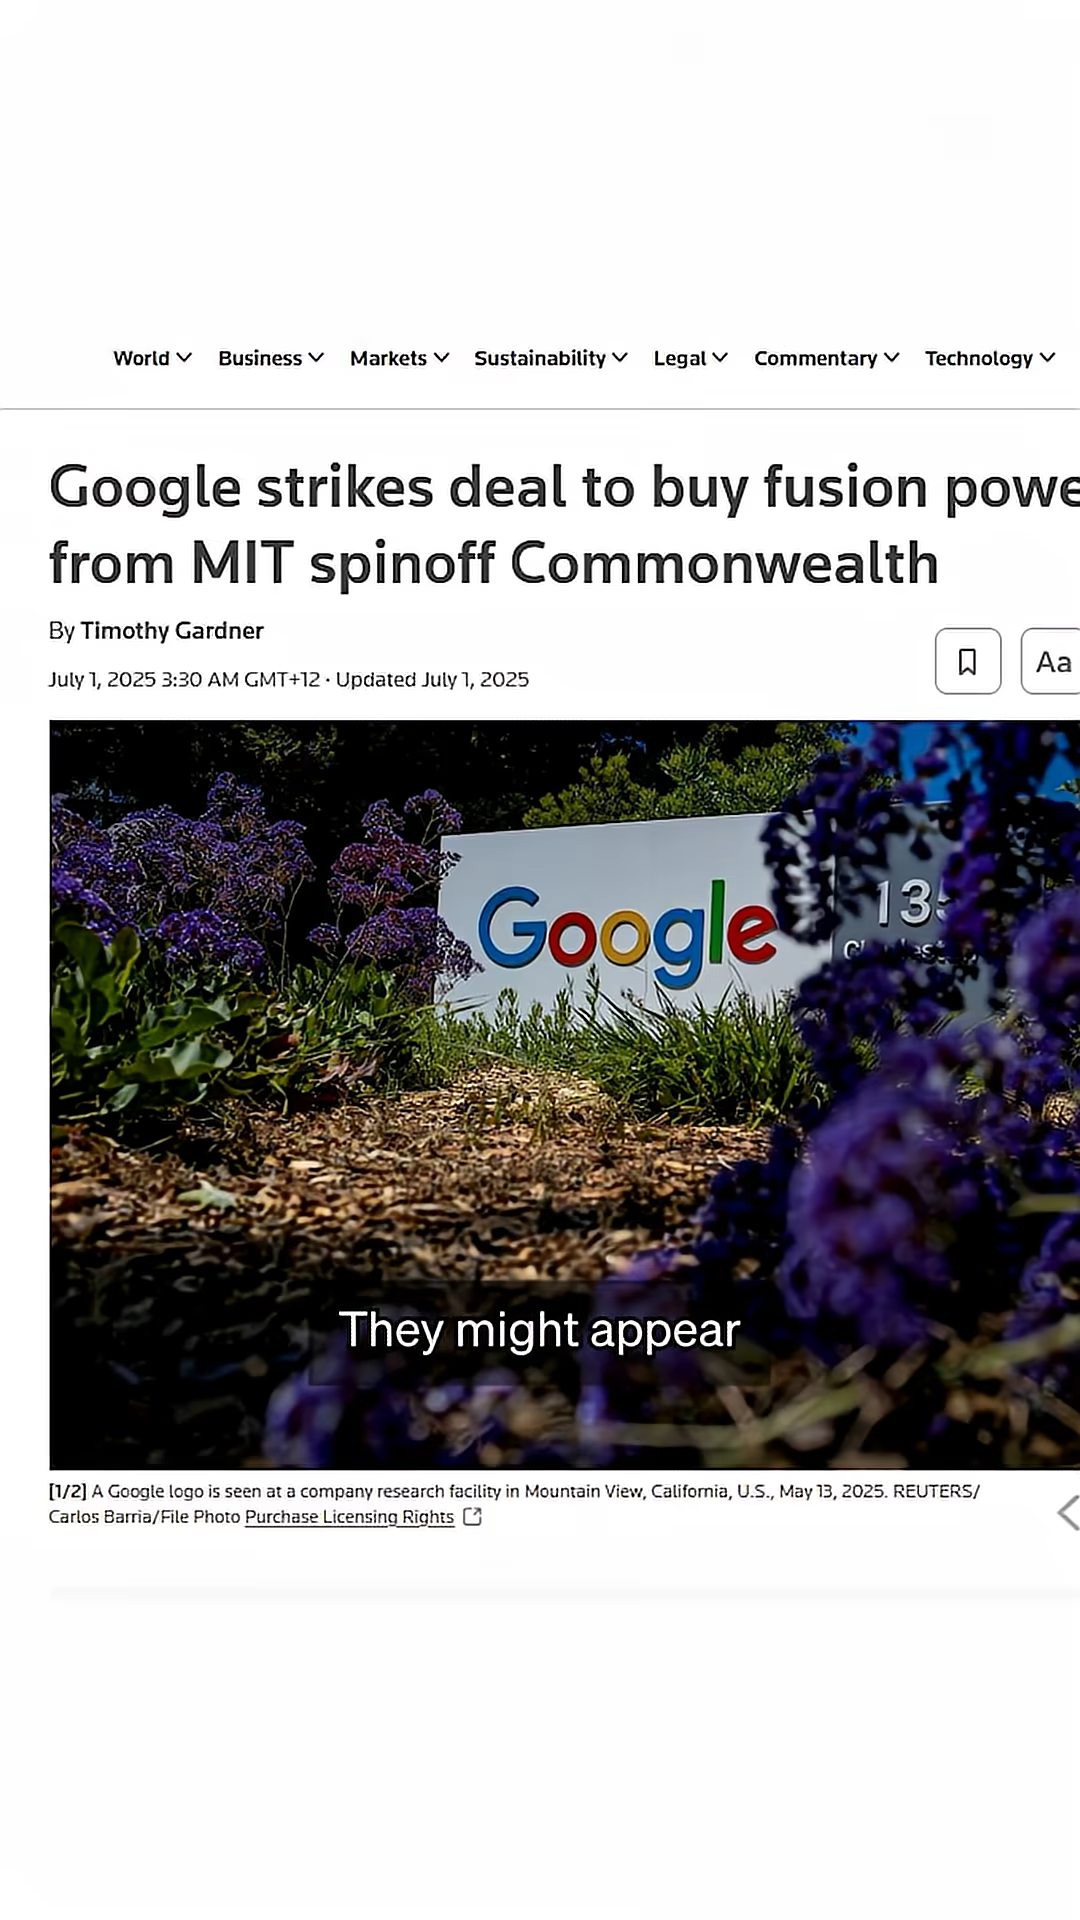 World Business Markets Sustainability Legal Commentary Technology
Google strikes deal to buy fusion powe
from MIT spinoff Commonwealth
By Timothy Gardner
July 1, 2025 3:30 AM GMT+12 · Updated July 1, 2025
Aa
Google
13
They might appear
[1/2] A Google logo is seen at a company research facility in Mountain View, California, U.S., May 13, 2025. REUTERS/
Carlos Barria/File Photo Purchase Licensing Rights